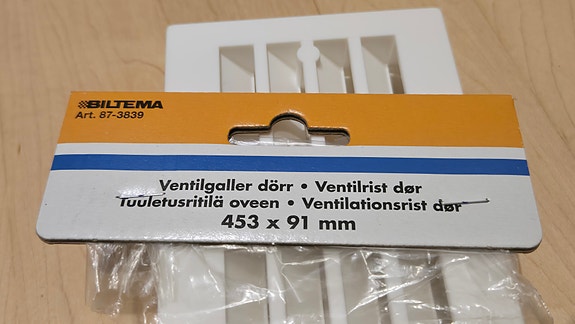 BILTEMA
Art. 87-3839
Ventilgaller dörr • Ventilrist dør
Tuuletusritilä oveen • Ventilationsrist dør
453 x 91 mm